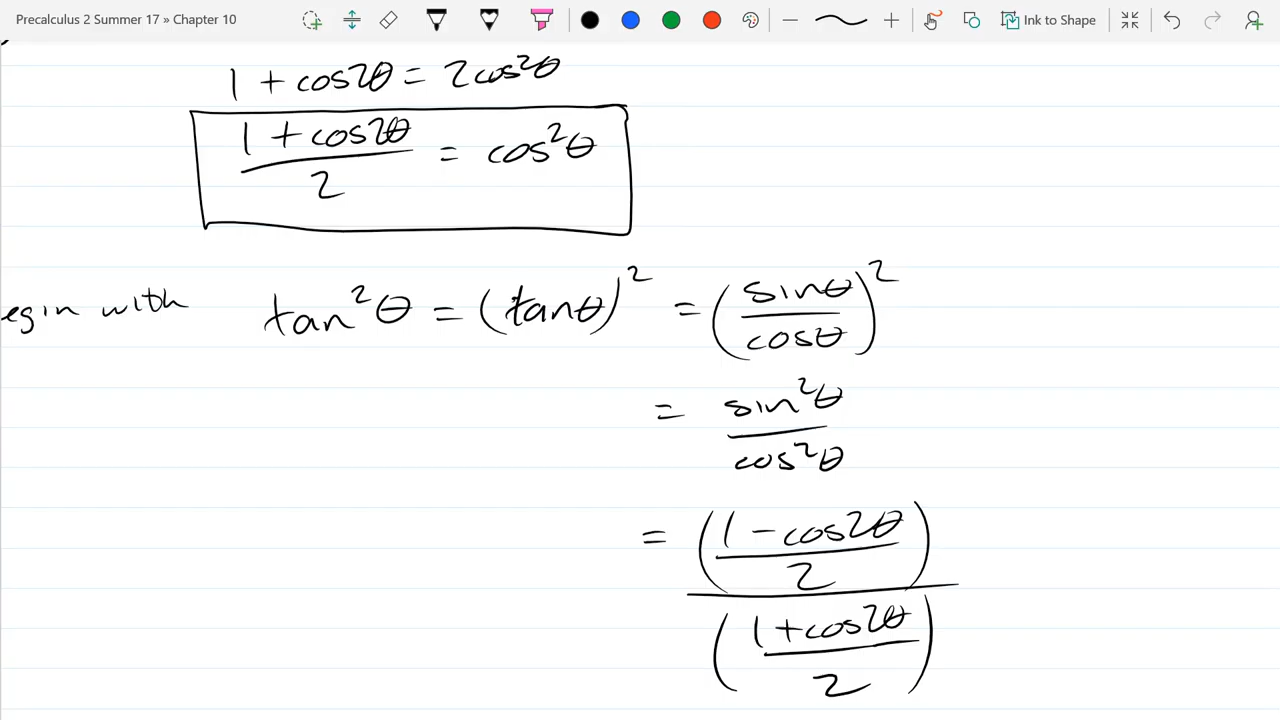 Precalculus 2 Summer 17 » Chapter 10
Ink to Shape
1 + cos2θ = 2cos²θ
(1 + cos2θ)/2 = cos²θ
egin with tan²θ = (tanθ)² = (sinθ/cosθ)²
= sin²θ/cos²θ
= ((1 - cos2θ)/2)/((1 + cos2θ)/2)